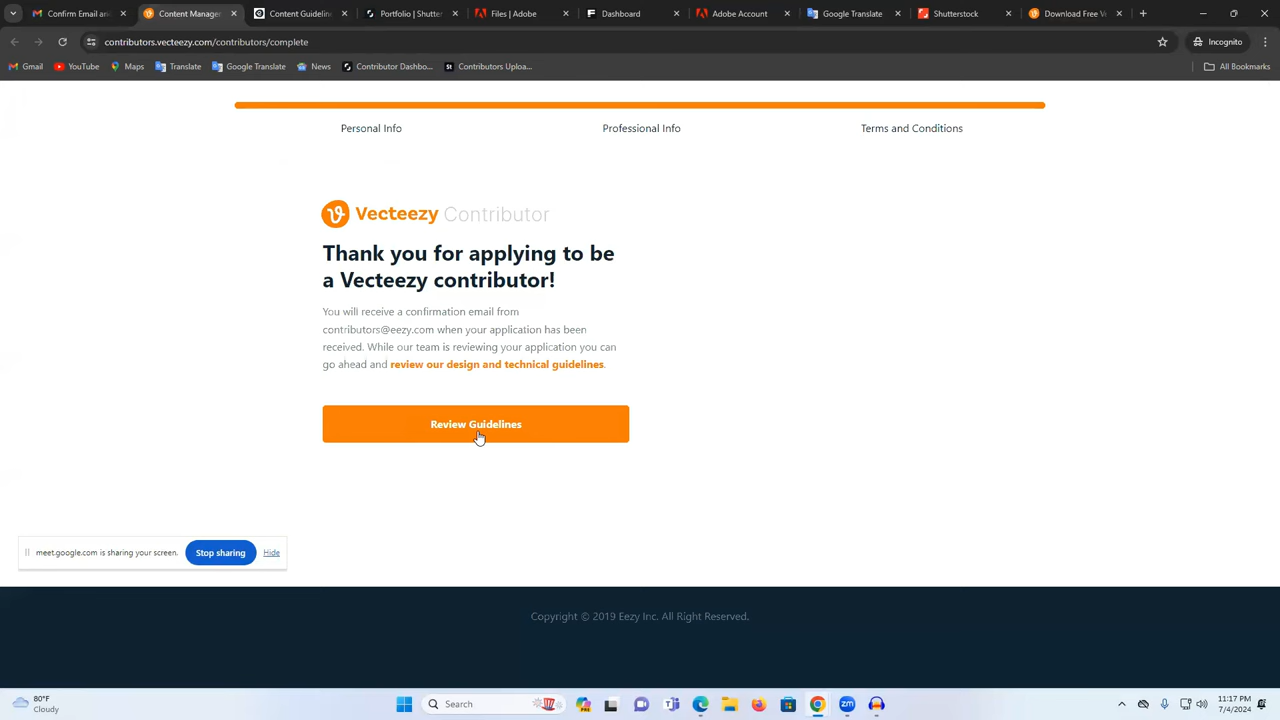 Confirm Email an
Content Manager
Content Guidelin
Portfolio | Shutter
Files | Adobe
Dashboard
Adobe Account
Google Translate
Shutterstock
Download Free V
contributors.vecteezy.com/contributors/complete
Incognito
Gmail
YouTube
Maps
Translate
Google Translate
News
Contributor Dashbo...
St Contributors Uploa...
All Bookmarks
Personal Info
Professional Info
Terms and Conditions
Vecteezy Contributor
Thank you for applying to be
a Vecteezy contributor!
You will receive a confirmation email from
contributors@eezy.com when your application has been
received. While our team is reviewing your application you can
go ahead and review our design and technical guidelines.
Review Guidelines
meet.google.com is sharing your screen.
Stop sharing
Hide
Copyright © 2019 Eezy Inc. All Right Reserved.
80°F
Cloudy
Search
11:17 PM
7/4/2024